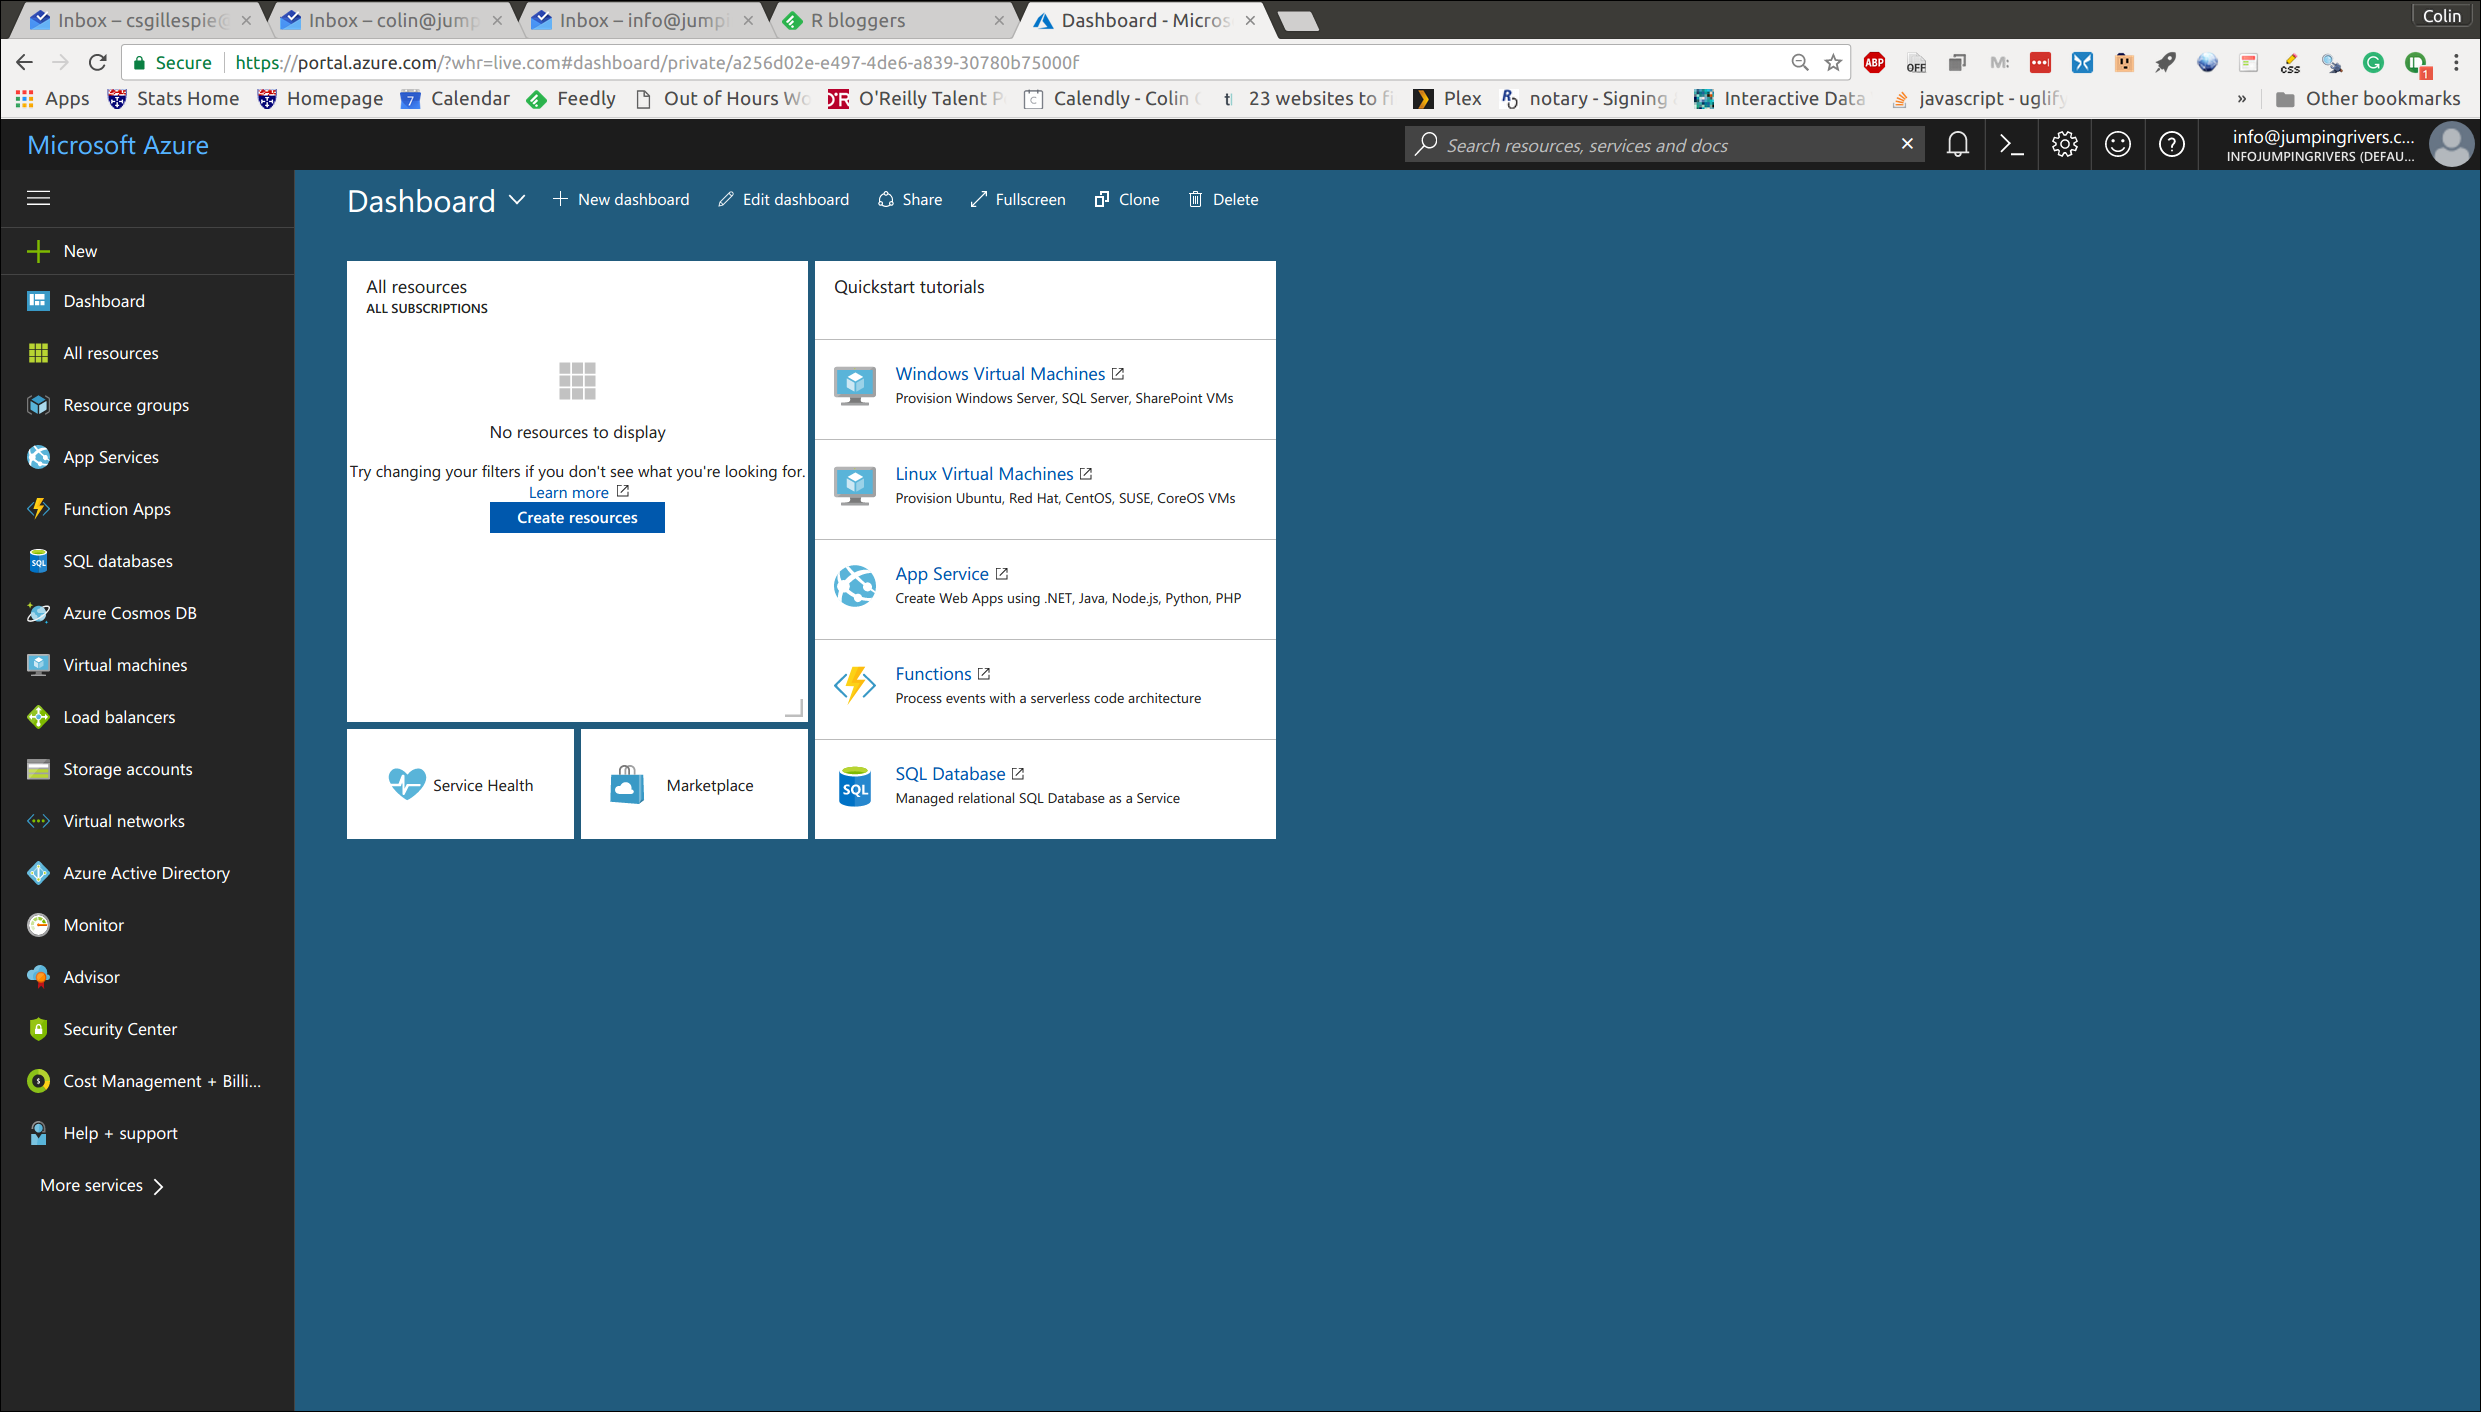 Inbox – csgillespie@
Inbox – colin@jump
Inbox – info@jump
R bloggers
Dashboard - Micros
Colin
Secure
https://portal.azure.com/?whr=live.com#dashboard/private/a256d02e-e497-4de6-a839-30780b75000f
ABP
OFF
M:
css
1
Apps
Stats Home
Homepage
7
Calendar
Feedly
Out of Hours Wo
O'R
O'Reilly Talent P
Calendly - Colin
23 websites to fi
Plex
notary - Signing
Interactive Data
javascript - uglify
»
Other bookmarks
Microsoft Azure
Search resources, services and docs
info@jumpingrivers.c...
INFOJUMPINGRIVERS (DEFAU...
Dashboard
New dashboard
Edit dashboard
Share
Fullscreen
Clone
Delete
New
Dashboard
All resources
Resource groups
App Services
Function Apps
SQL databases
Azure Cosmos DB
Virtual machines
Load balancers
Storage accounts
Virtual networks
Azure Active Directory
Monitor
Advisor
Security Center
Cost Management + Billi...
Help + support
More services
All resources
ALL SUBSCRIPTIONS
No resources to display
Try changing your filters if you don't see what you're looking for.
Learn more
Create resources
Service Health
Marketplace
Quickstart tutorials
Windows Virtual Machines
Provision Windows Server, SQL Server, SharePoint VMs
Linux Virtual Machines
Provision Ubuntu, Red Hat, CentOS, SUSE, CoreOS VMs
App Service
Create Web Apps using .NET, Java, Node.js, Python, PHP
Functions
Process events with a serverless code architecture
SQL
SQL Database
Managed relational SQL Database as a Service